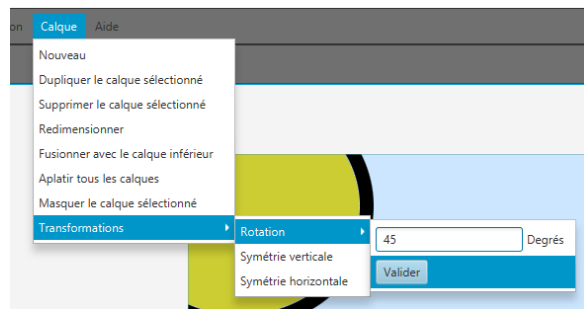 on Calque Aide
Nouveau
Dupliquer le calque sélectionné
Supprimer le calque sélectionné
Redimensionner
Fusionner avec le calque inférieur
Aplatir tous les calques
Masquer le calque sélectionné
Transformations
Rotation
Symétrie verticale
Symétrie horizontale
45 Degrés
Valider